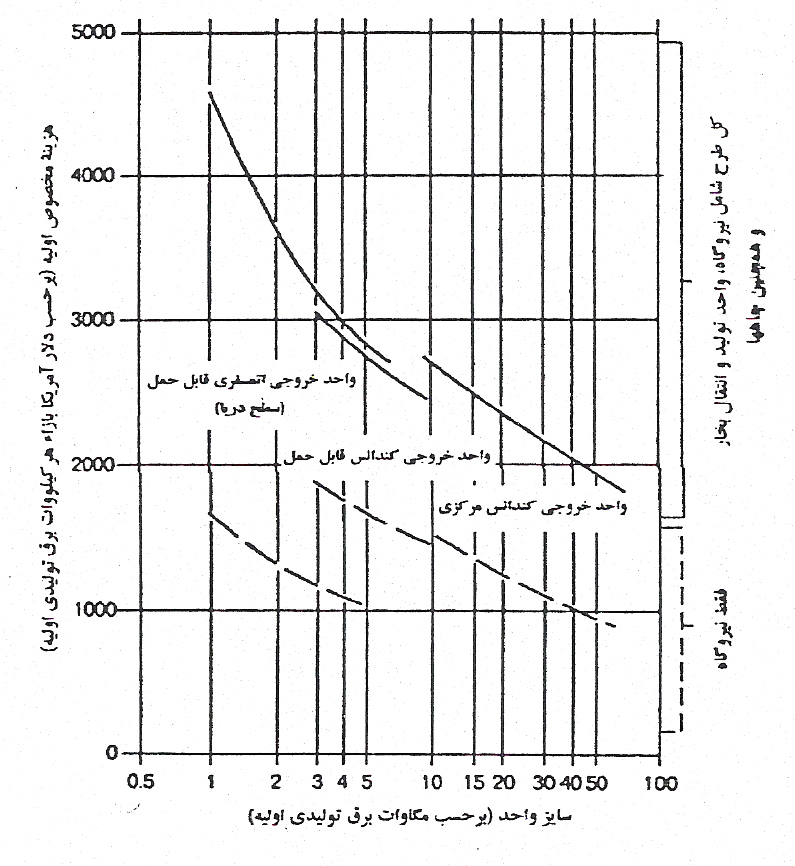 5000
4000
3000
2000
1000
0
0.5 1 2 3 4 5 10 15 20 30 40 50 100
هزینهٔ مخصوص اولیه (برحسب دلار آمریکا بازاء هر کیلووات برق تولیدی اولیه)
سایز واحد (برحسب مگاوات برق تولیدی اولیه)
واحد خروجی اتمسفری قابل حمل
(سطح دریا)
واحد خروجی کندانس قابل حمل
واحد خروجی کندانس مرکزی
کل طرح شامل نیروگاه، واحد تولید و انتقال بخار
و همچنین چاهها
فقط نیروگاه